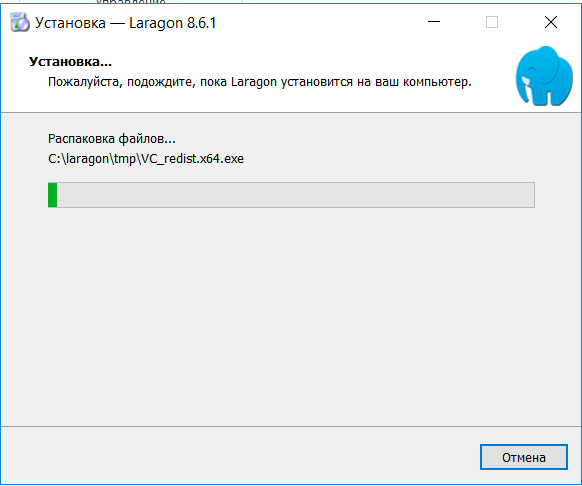 управление
Установка — Laragon 8.6.1
Установка...
Пожалуйста, подождите, пока Laragon установится на ваш компьютер.
Распаковка файлов...
C:\laragon\tmp\VC_redist.x64.exe
Отмена